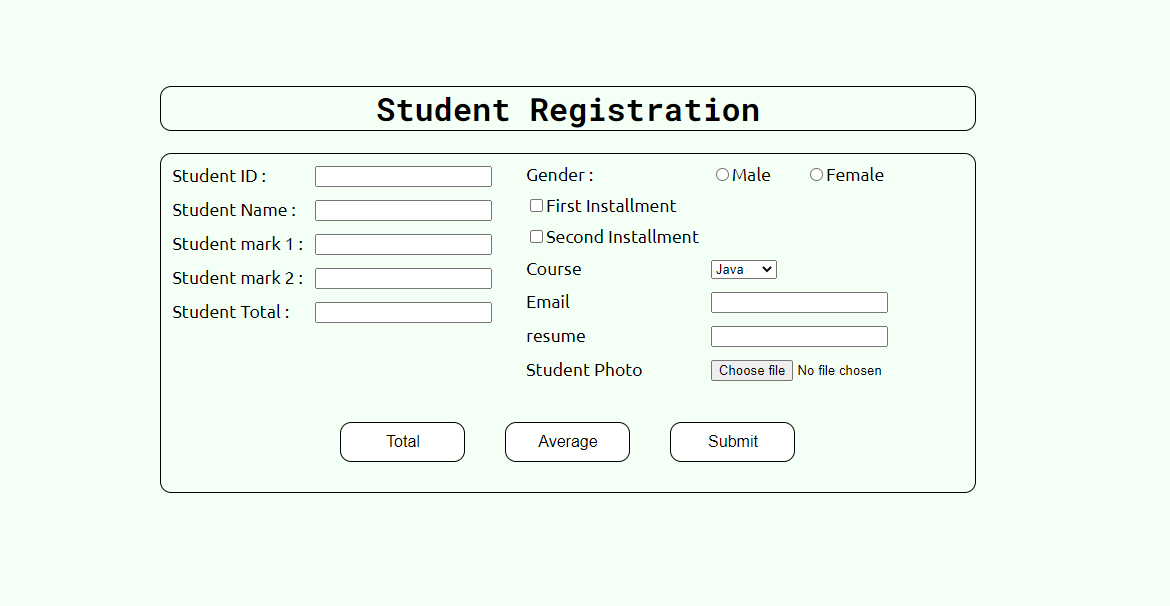 Student Registration
Student ID :
Student Name :
Student mark 1 :
Student mark 2 :
Student Total :
Gender : Male Female
First Installment
Second Installment
Course Java
Email
resume
Student Photo Choose file No file chosen
Total Average Submit